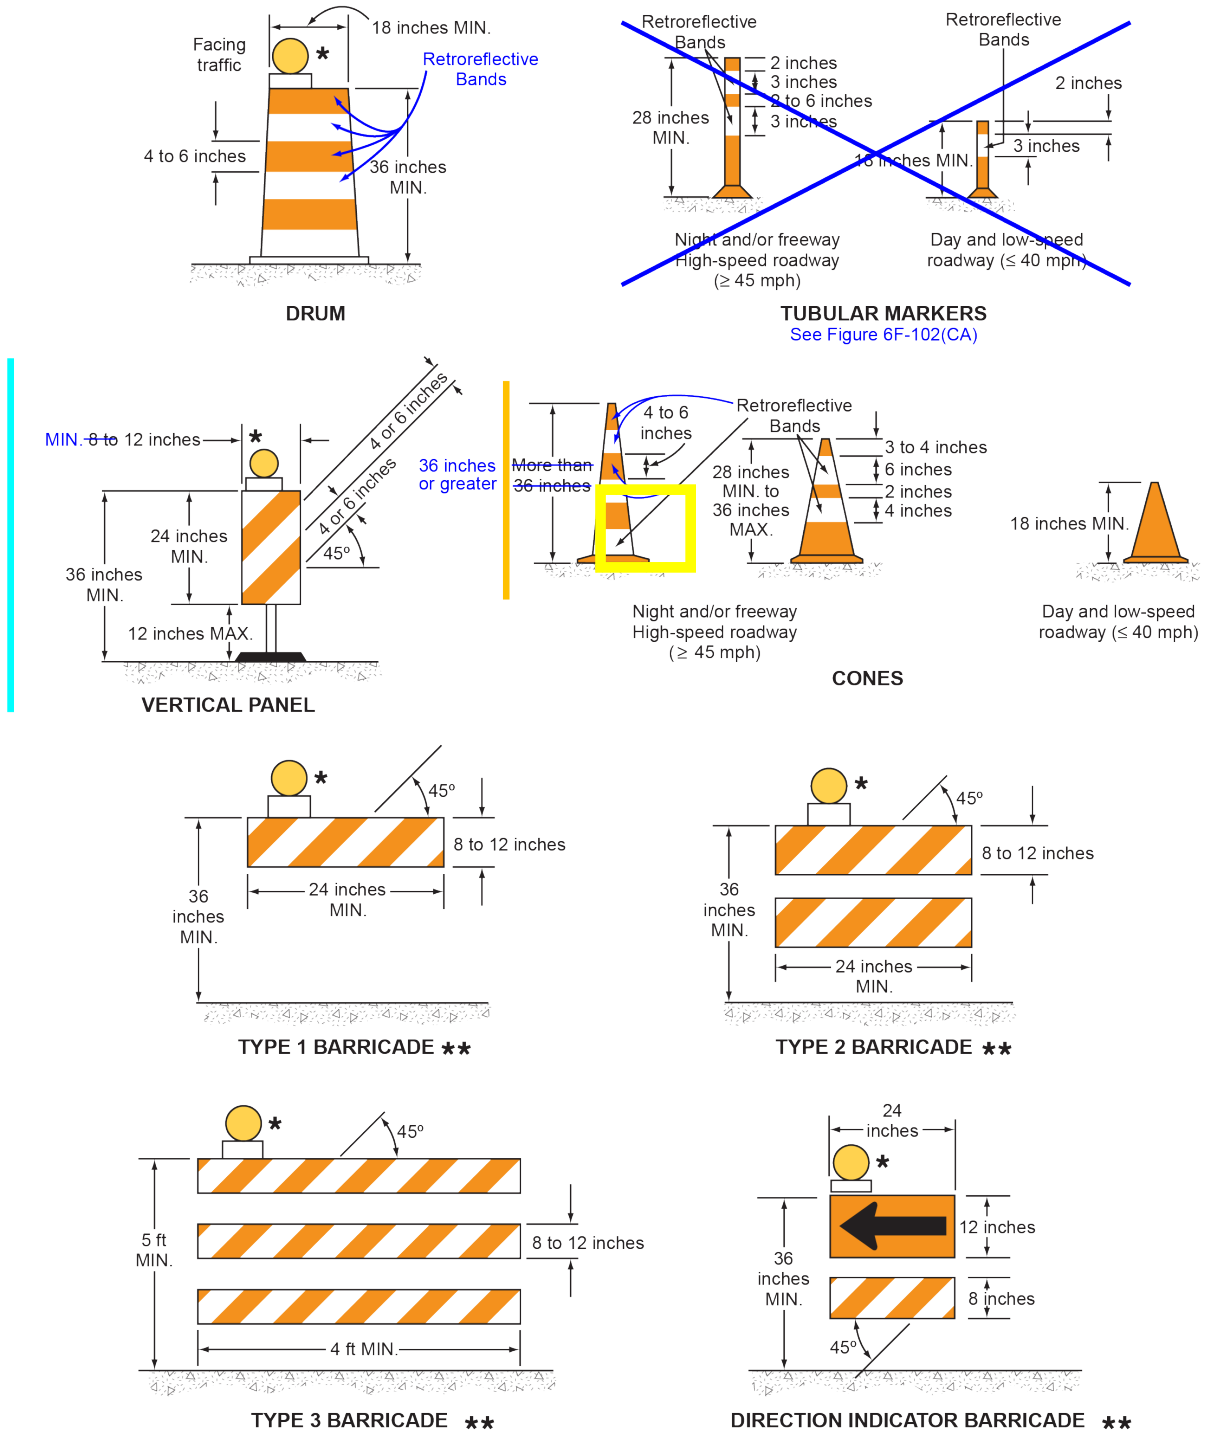 18 inches MIN.
Facing
traffic
*
Retroreflective
Bands
4 to 6 inches
36 inches
MIN.
DRUM
Retroreflective
Bands
2 inches
3 inches
2 to 6 inches
3 inches
28 inches
MIN.
Night and/or freeway
High-speed roadway
(≥ 45 mph)
Retroreflective
Bands
2 inches
3 inches
18 inches MIN.
Day and low-speed
roadway (≤ 40 mph)
TUBULAR MARKERS
See Figure 6F-102(CA)
MIN. 8 to 12 inches
*
4 or 6 inches
4 or 6 inches
45º
24 inches
MIN.
36 inches
MIN.
12 inches MAX.
VERTICAL PANEL
36 inches
or greater
More than
36 inches
4 to 6
inches
Retroreflective
Bands
28 inches
MIN. to
36 inches
MAX.
3 to 4 inches
6 inches
2 inches
4 inches
18 inches MIN.
Night and/or freeway
High-speed roadway
(≥ 45 mph)
Day and low-speed
roadway (≤ 40 mph)
CONES
*
45º
8 to 12 inches
24 inches
MIN.
36
inches
MIN.
TYPE 1 BARRICADE **
*
45º
8 to 12 inches
36
inches
MIN.
24 inches
MIN.
TYPE 2 BARRICADE **
*
45º
5 ft
MIN.
8 to 12 inches
4 ft MIN.
TYPE 3 BARRICADE **
24
inches
*
12 inches
36
inches
MIN.
8 inches
45º
DIRECTION INDICATOR BARRICADE **